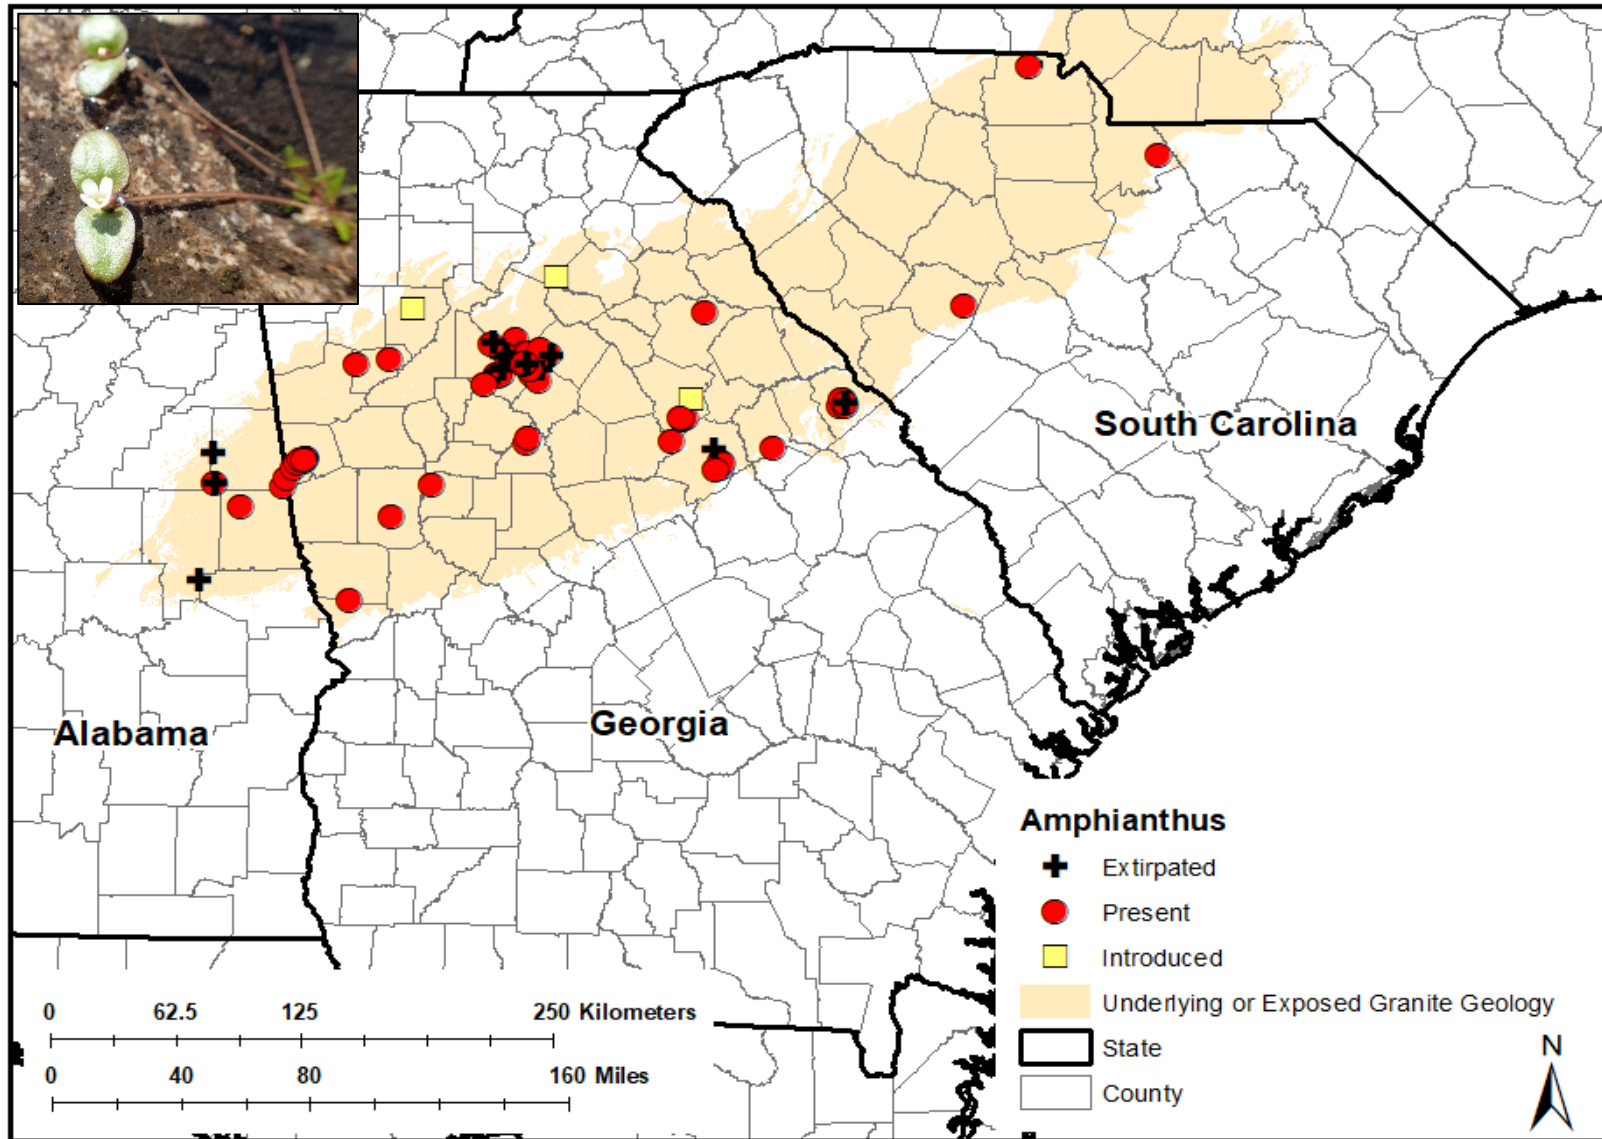 South Carolina
Georgia
Alabama
Amphianthus
Extirpated
Present
Introduced
Underlying or Exposed Granite Geology
State
County
N
0 62.5 125 250 Kilometers
0 40 80 160 Miles